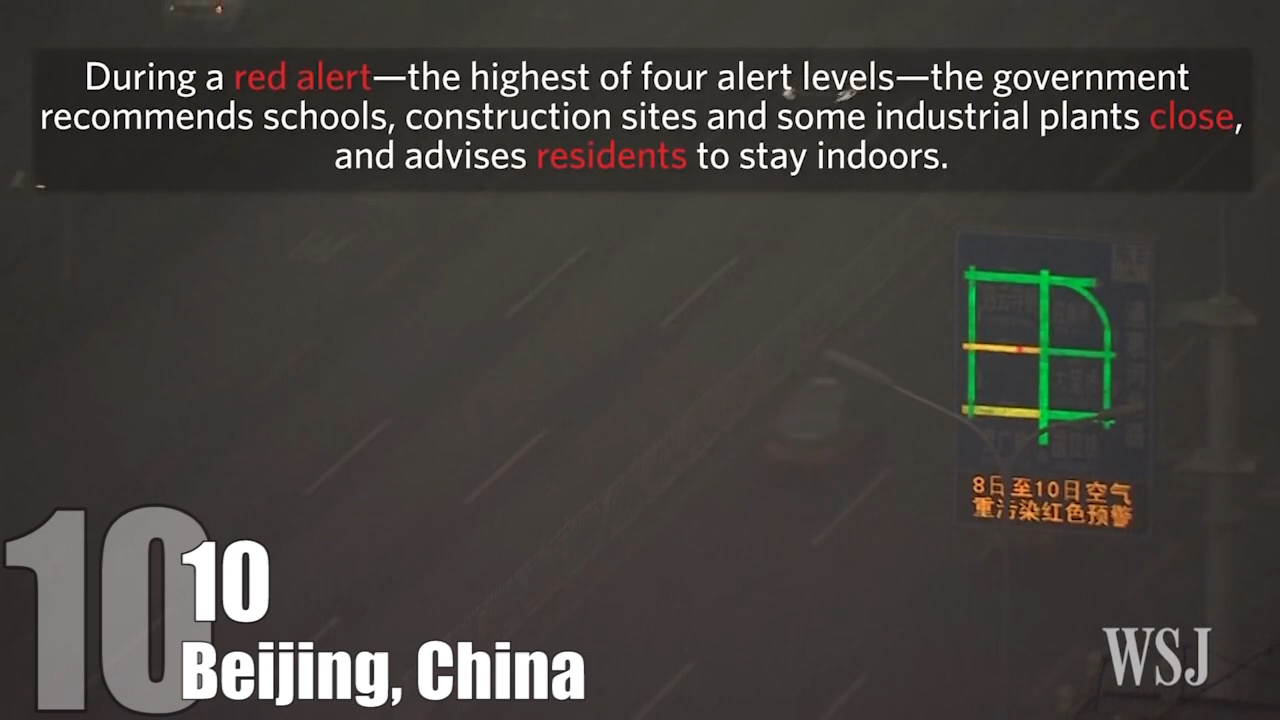 During a red alert—the highest of four alert levels—the government
recommends schools, construction sites and some industrial plants close,
and advises residents to stay indoors.
8日至10日空气
重污染红色预警
10
10
Beijing, China
WSJ